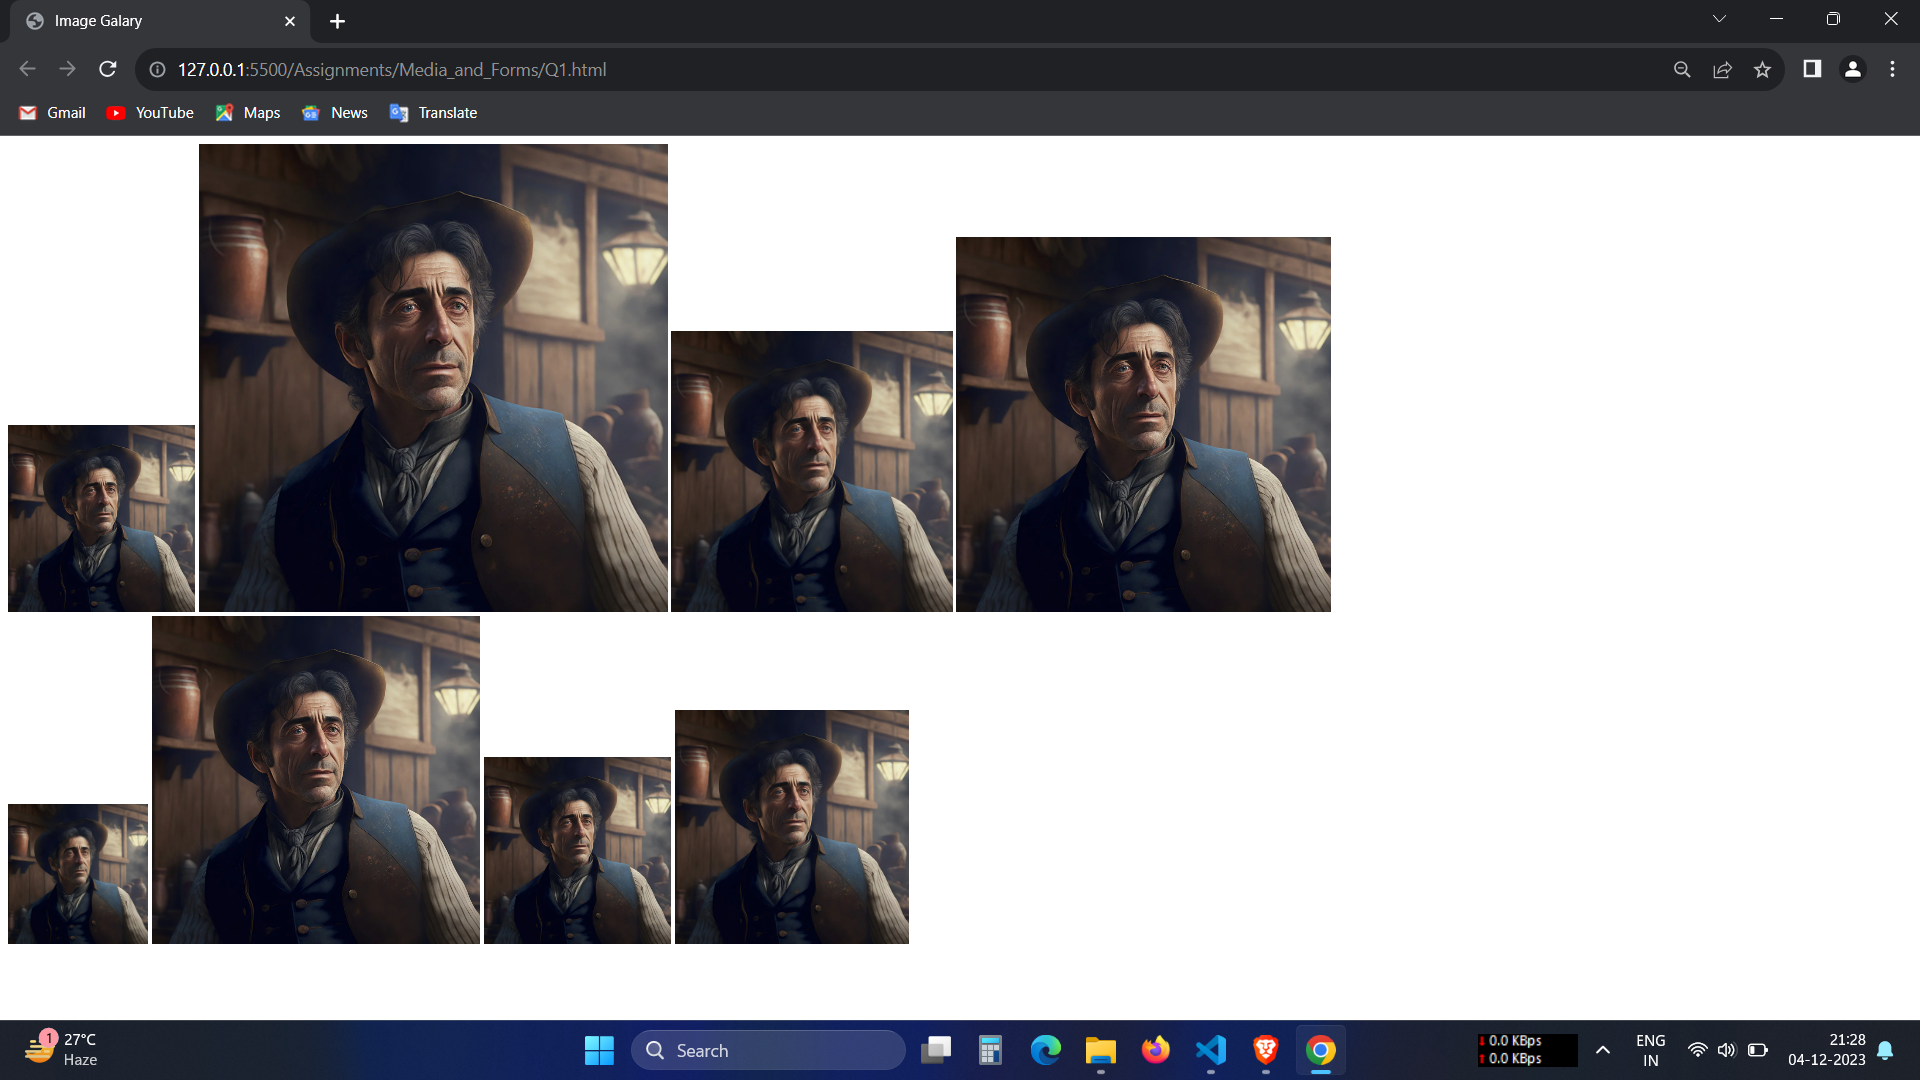 Image Galary
127.0.0.1:5500/Assignments/Media_and_Forms/Q1.html
Gmail YouTube Maps News Translate
1
27°C
Haze
Search
0.0 KBps
0.0 KBps
ENG
IN
21:28
04-12-2023